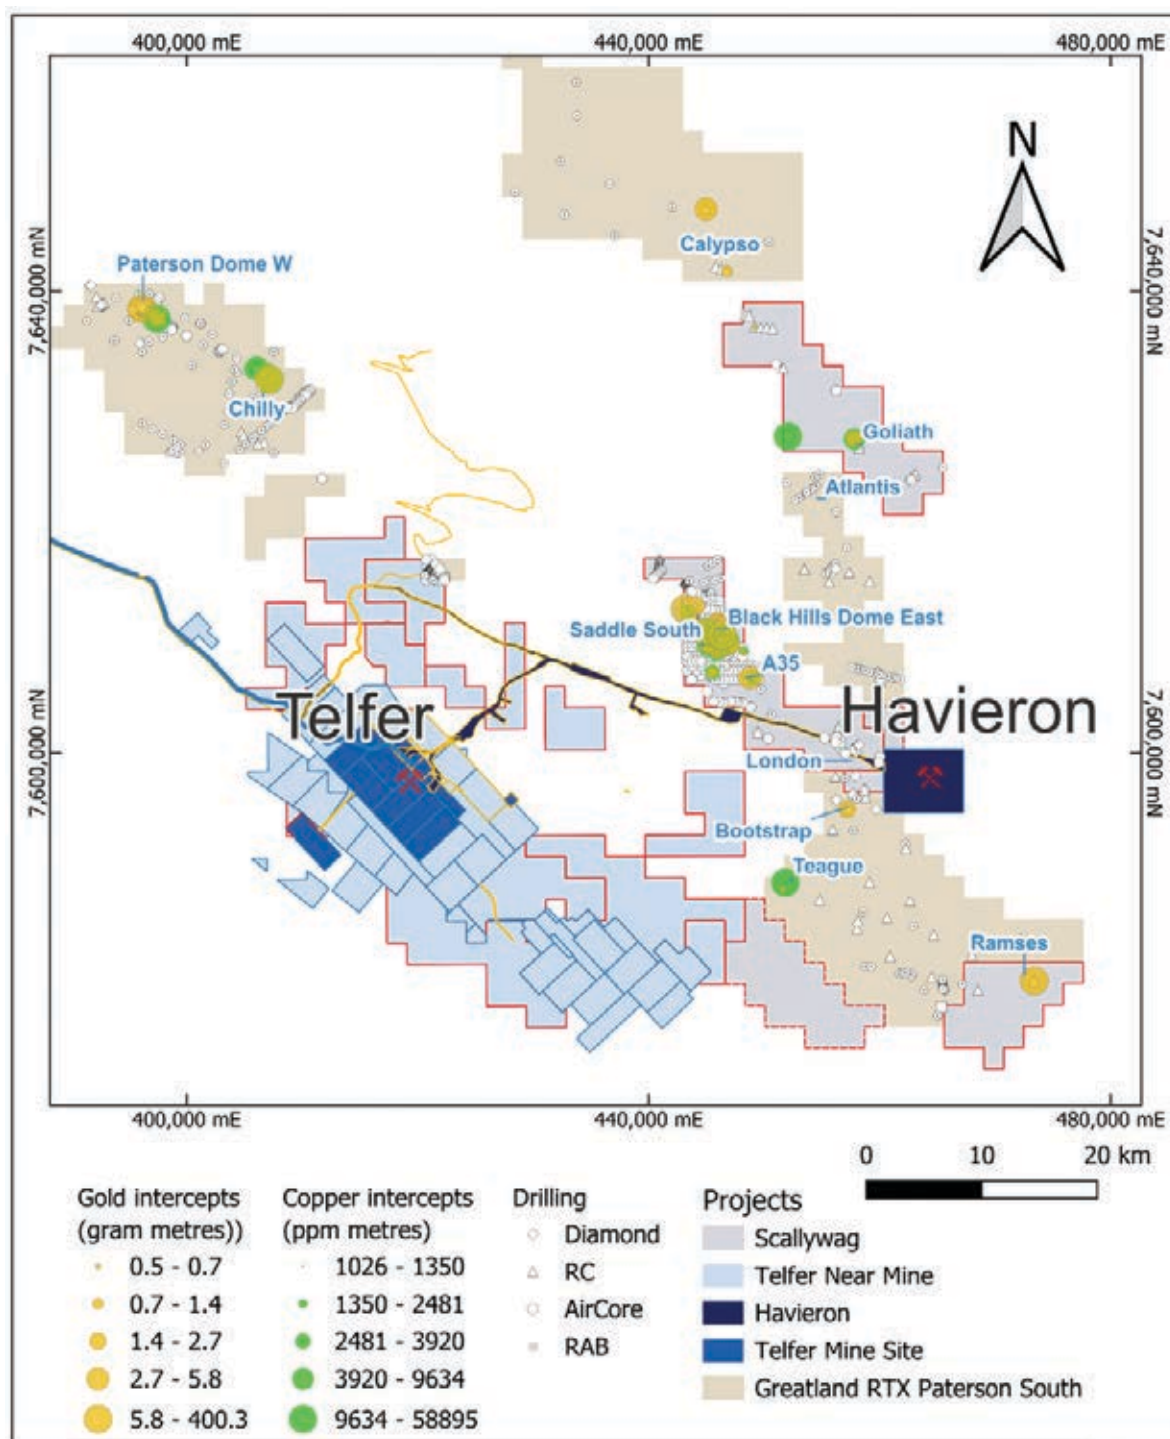 400,000 mE
440,000 mE
480,000 mE
N
7,640,000 mN
7,640,000 mN
Calypso
Paterson Dome W
Chilly
Goliath
Atlantis
Black Hills Dome East
Saddle South
A35
Telfer
Havieron
7,600,000 mN
7,600,000 mN
London
Bootstrap
Teague
Ramses
400,000 mE
440,000 mE
480,000 mE
0 10 20 km
Gold intercepts
(gram metres))
0.5 - 0.7
0.7 - 1.4
1.4 - 2.7
2.7 - 5.8
5.8 - 400.3
Copper intercepts
(ppm metres)
1026 - 1350
1350 - 2481
2481 - 3920
3920 - 9634
9634 - 58895
Drilling
Diamond
RC
AirCore
RAB
Projects
Scallywag
Telfer Near Mine
Havieron
Telfer Mine Site
Greatland RTX Paterson South